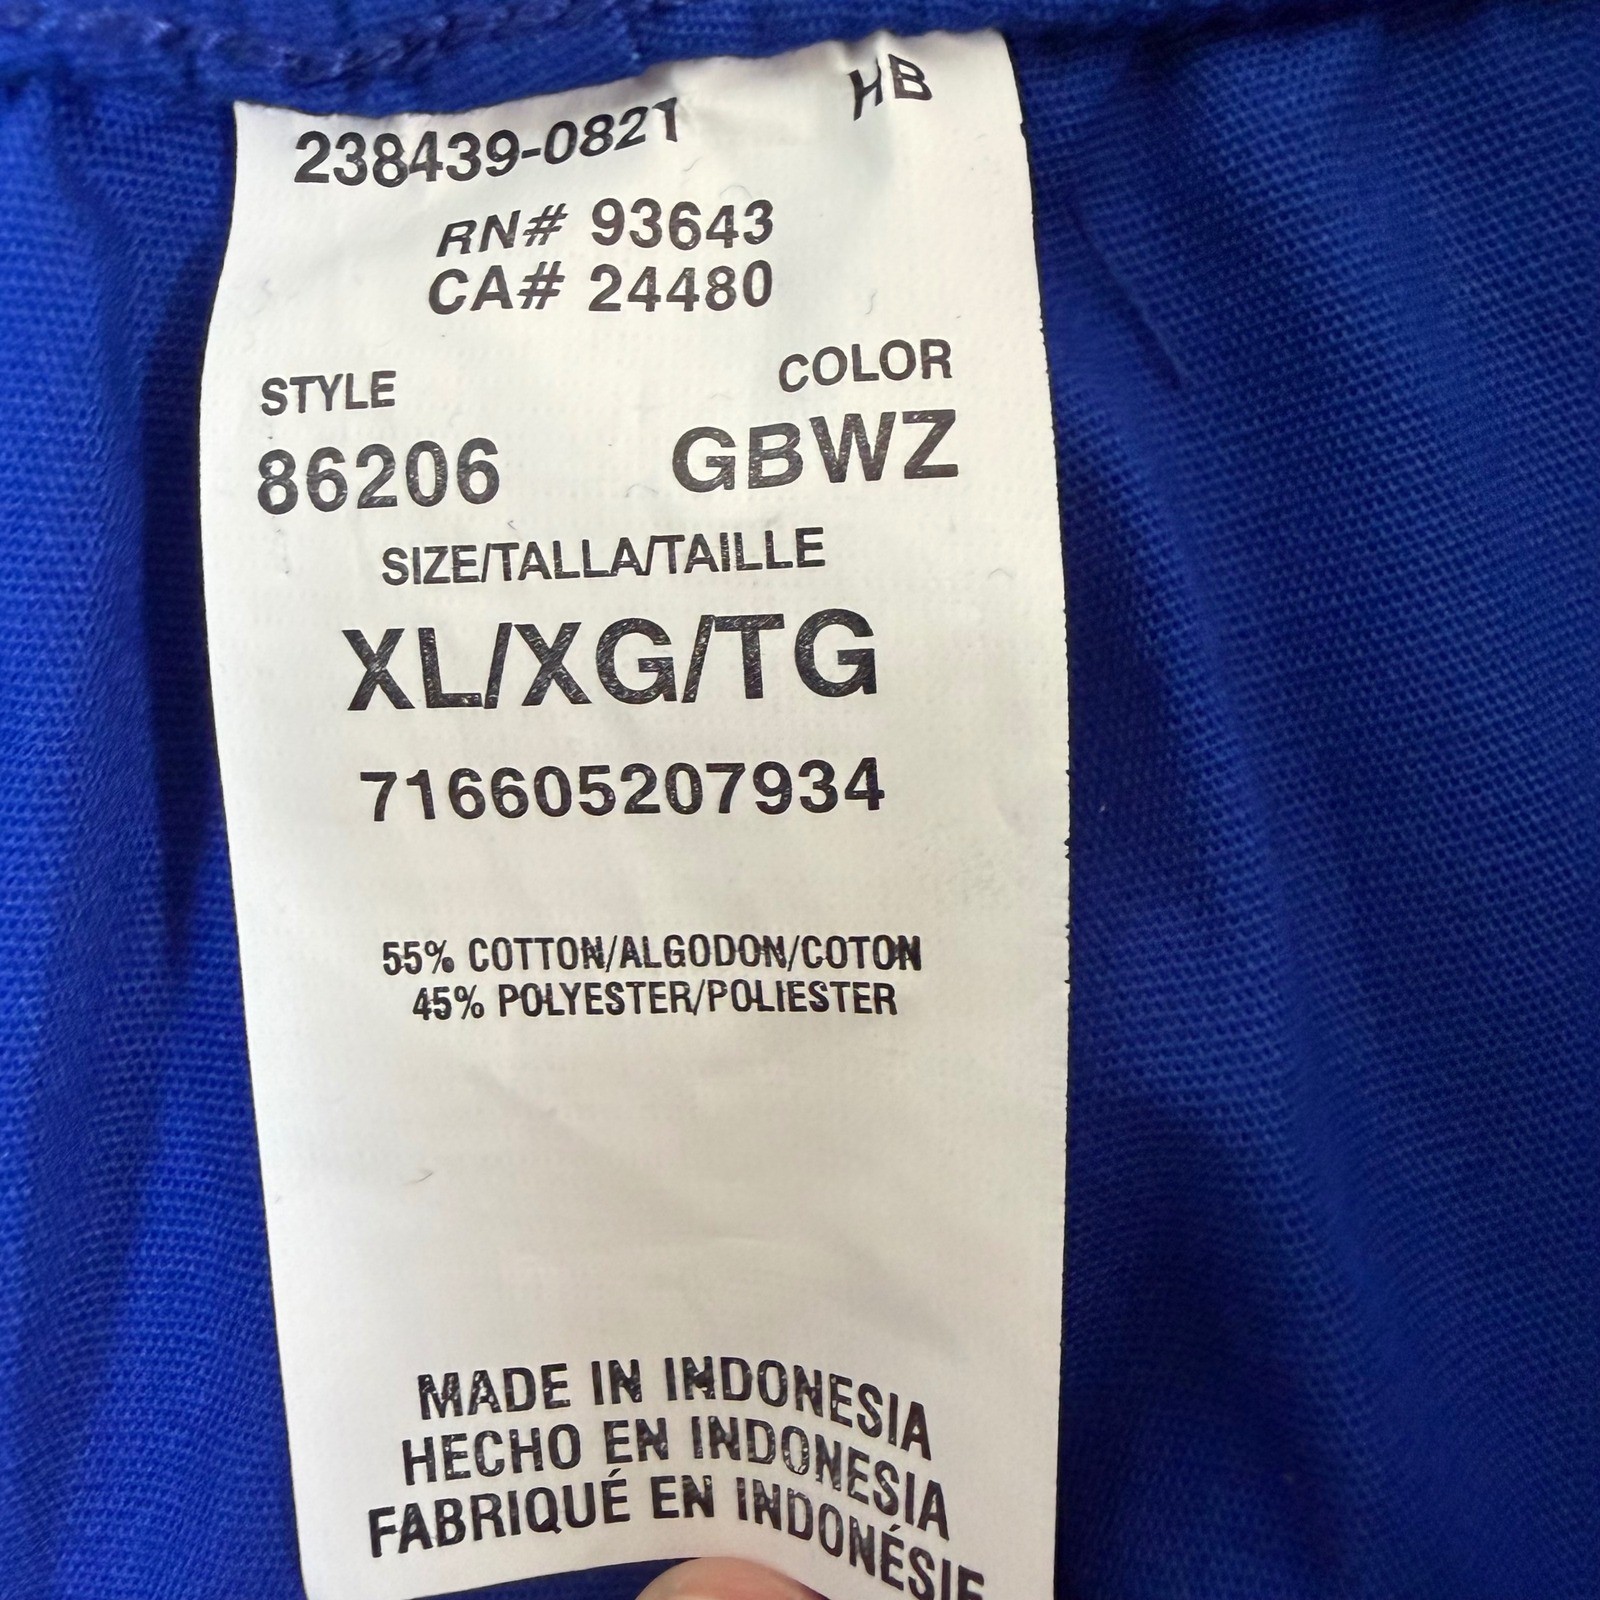 238439-0821 HB
RN# 93643
CA# 24480
STYLE COLOR
86206 GBWZ
SIZE/TALLA/TAILLE
XL/XG/TG
716605207934
55% COTTON/ALGODON/COTON
45% POLYESTER/POLIESTER
MADE IN INDONESIA
HECHO EN INDONESIA
FABRIQUÉ EN INDONÉSIE